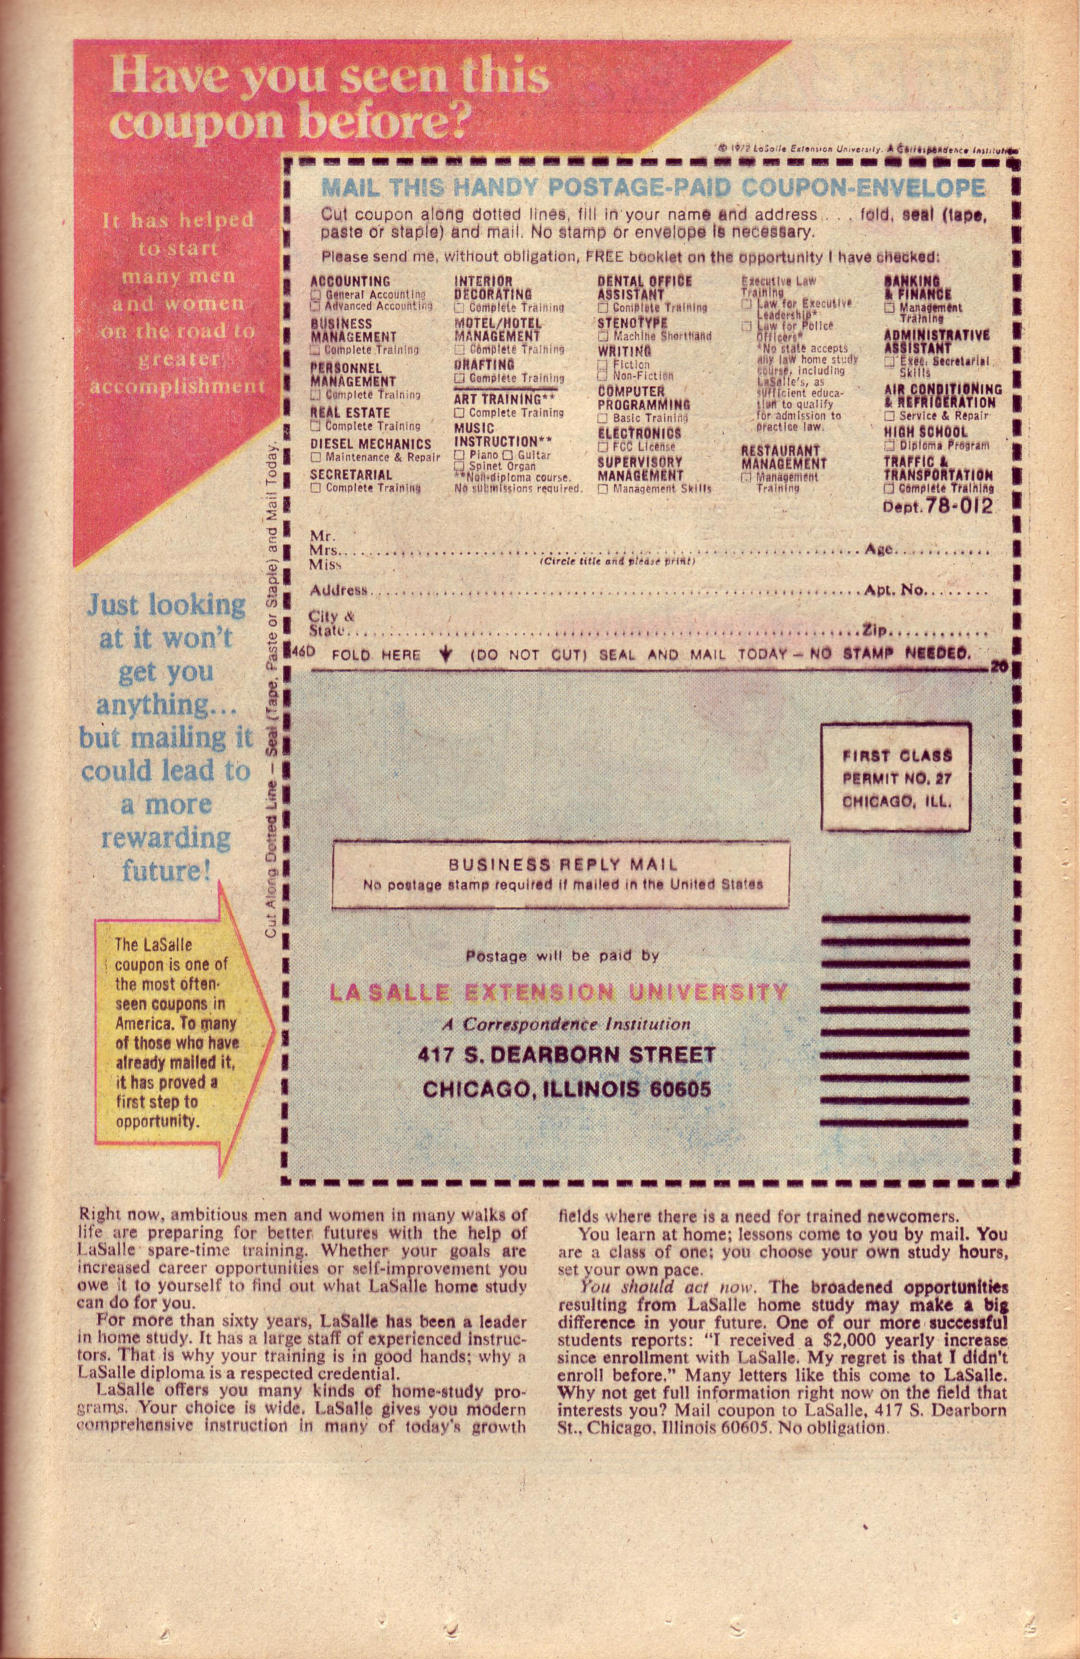 Have you seen this
coupon before?
It has helped
to start
many men
and women
on the road to
greater
accomplishment
© 1972 LaSalle Extension University. A Correspondence Institution
MAIL THIS HANDY POSTAGE-PAID COUPON-ENVELOPE
Cut coupon along dotted lines, fill in your name and address . . . fold, seal (tape,
paste or staple) and mail. No stamp or envelope is necessary.
Please send me, without obligation, FREE booklet on the opportunity I have checked:
ACCOUNTING
☐ General Accounting
☐ Advanced Accounting
BUSINESS
MANAGEMENT
☐ Complete Training
PERSONNEL
MANAGEMENT
☐ Complete Training
REAL ESTATE
☐ Complete Training
DIESEL MECHANICS
☐ Maintenance & Repair
SECRETARIAL
☐ Complete Training
INTERIOR
DECORATING
☐ Complete Training
MOTEL/HOTEL
MANAGEMENT
☐ Complete Training
DRAFTING
☐ Complete Training
ART TRAINING**
☐ Complete Training
MUSIC
INSTRUCTION**
☐ Piano ☐ Guitar
☐ Spinet Organ
**Non-diploma course.
No submissions required.
DENTAL OFFICE
ASSISTANT
☐ Complete Training
STENOTYPE
☐ Machine Shorthand
WRITING
☐ Fiction
☐ Non-Fiction
COMPUTER
PROGRAMMING
☐ Basic Training
ELECTRONICS
☐ FCC License
SUPERVISORY
MANAGEMENT
☐ Management Skills
Executive Law
Training
☐ Law for Executive
Leadership*
☐ Law for Police
Officers*
*No state accepts
any law home study
course, including
LaSalle's, as
sufficient educa-
tion to qualify
for admission to
practice law.
RESTAURANT
MANAGEMENT
☐ Management
Training
BANKING
& FINANCE
☐ Management
Training
ADMINISTRATIVE
ASSISTANT
☐ Exec. Secretarial
Skills
AIR CONDITIONING
& REFRIGERATION
☐ Service & Repair
HIGH SCHOOL
☐ Diploma Program
TRAFFIC &
TRANSPORTATION
☐ Complete Training
Dept. 78-012
Mr.
Mrs. Age
Miss (Circle title and please print)
Address Apt. No.
City &
State Zip
46D FOLD HERE (DO NOT CUT) SEAL AND MAIL TODAY – NO STAMP NEEDED. 20
Cut Along Dotted Line – Seal (Tape, Paste or Staple) and Mail Today.
Just looking
at it won't
get you
anything...
but mailing it
could lead to
a more
rewarding
future!
The LaSalle
coupon is one of
the most often-
seen coupons in
America. To many
of those who have
already mailed it,
it has proved a
first step to
opportunity.
FIRST CLASS
PERMIT NO. 27
CHICAGO, ILL.
BUSINESS REPLY MAIL
No postage stamp required if mailed in the United States
Postage will be paid by
LA SALLE EXTENSION UNIVERSITY
A Correspondence Institution
417 S. DEARBORN STREET
CHICAGO, ILLINOIS 60605
Right now, ambitious men and women in many walks of
life are preparing for better futures with the help of
LaSalle spare-time training. Whether your goals are
increased career opportunities or self-improvement you
owe it to yourself to find out what LaSalle home study
can do for you.
For more than sixty years, LaSalle has been a leader
in home study. It has a large staff of experienced instruc-
tors. That is why your training is in good hands; why a
LaSalle diploma is a respected credential.
LaSalle offers you many kinds of home-study pro-
grams. Your choice is wide. LaSalle gives you modern
comprehensive instruction in many of today's growth
fields where there is a need for trained newcomers.
You learn at home; lessons come to you by mail. You
are a class of one; you choose your own study hours,
set your own pace.
You should act now. The broadened opportunities
resulting from LaSalle home study may make a big
difference in your future. One of our more successful
students reports: "I received a $2,000 yearly increase
since enrollment with LaSalle. My regret is that I didn't
enroll before." Many letters like this come to LaSalle.
Why not get full information right now on the field that
interests you? Mail coupon to LaSalle, 417 S. Dearborn
St., Chicago, Illinois 60605. No obligation.